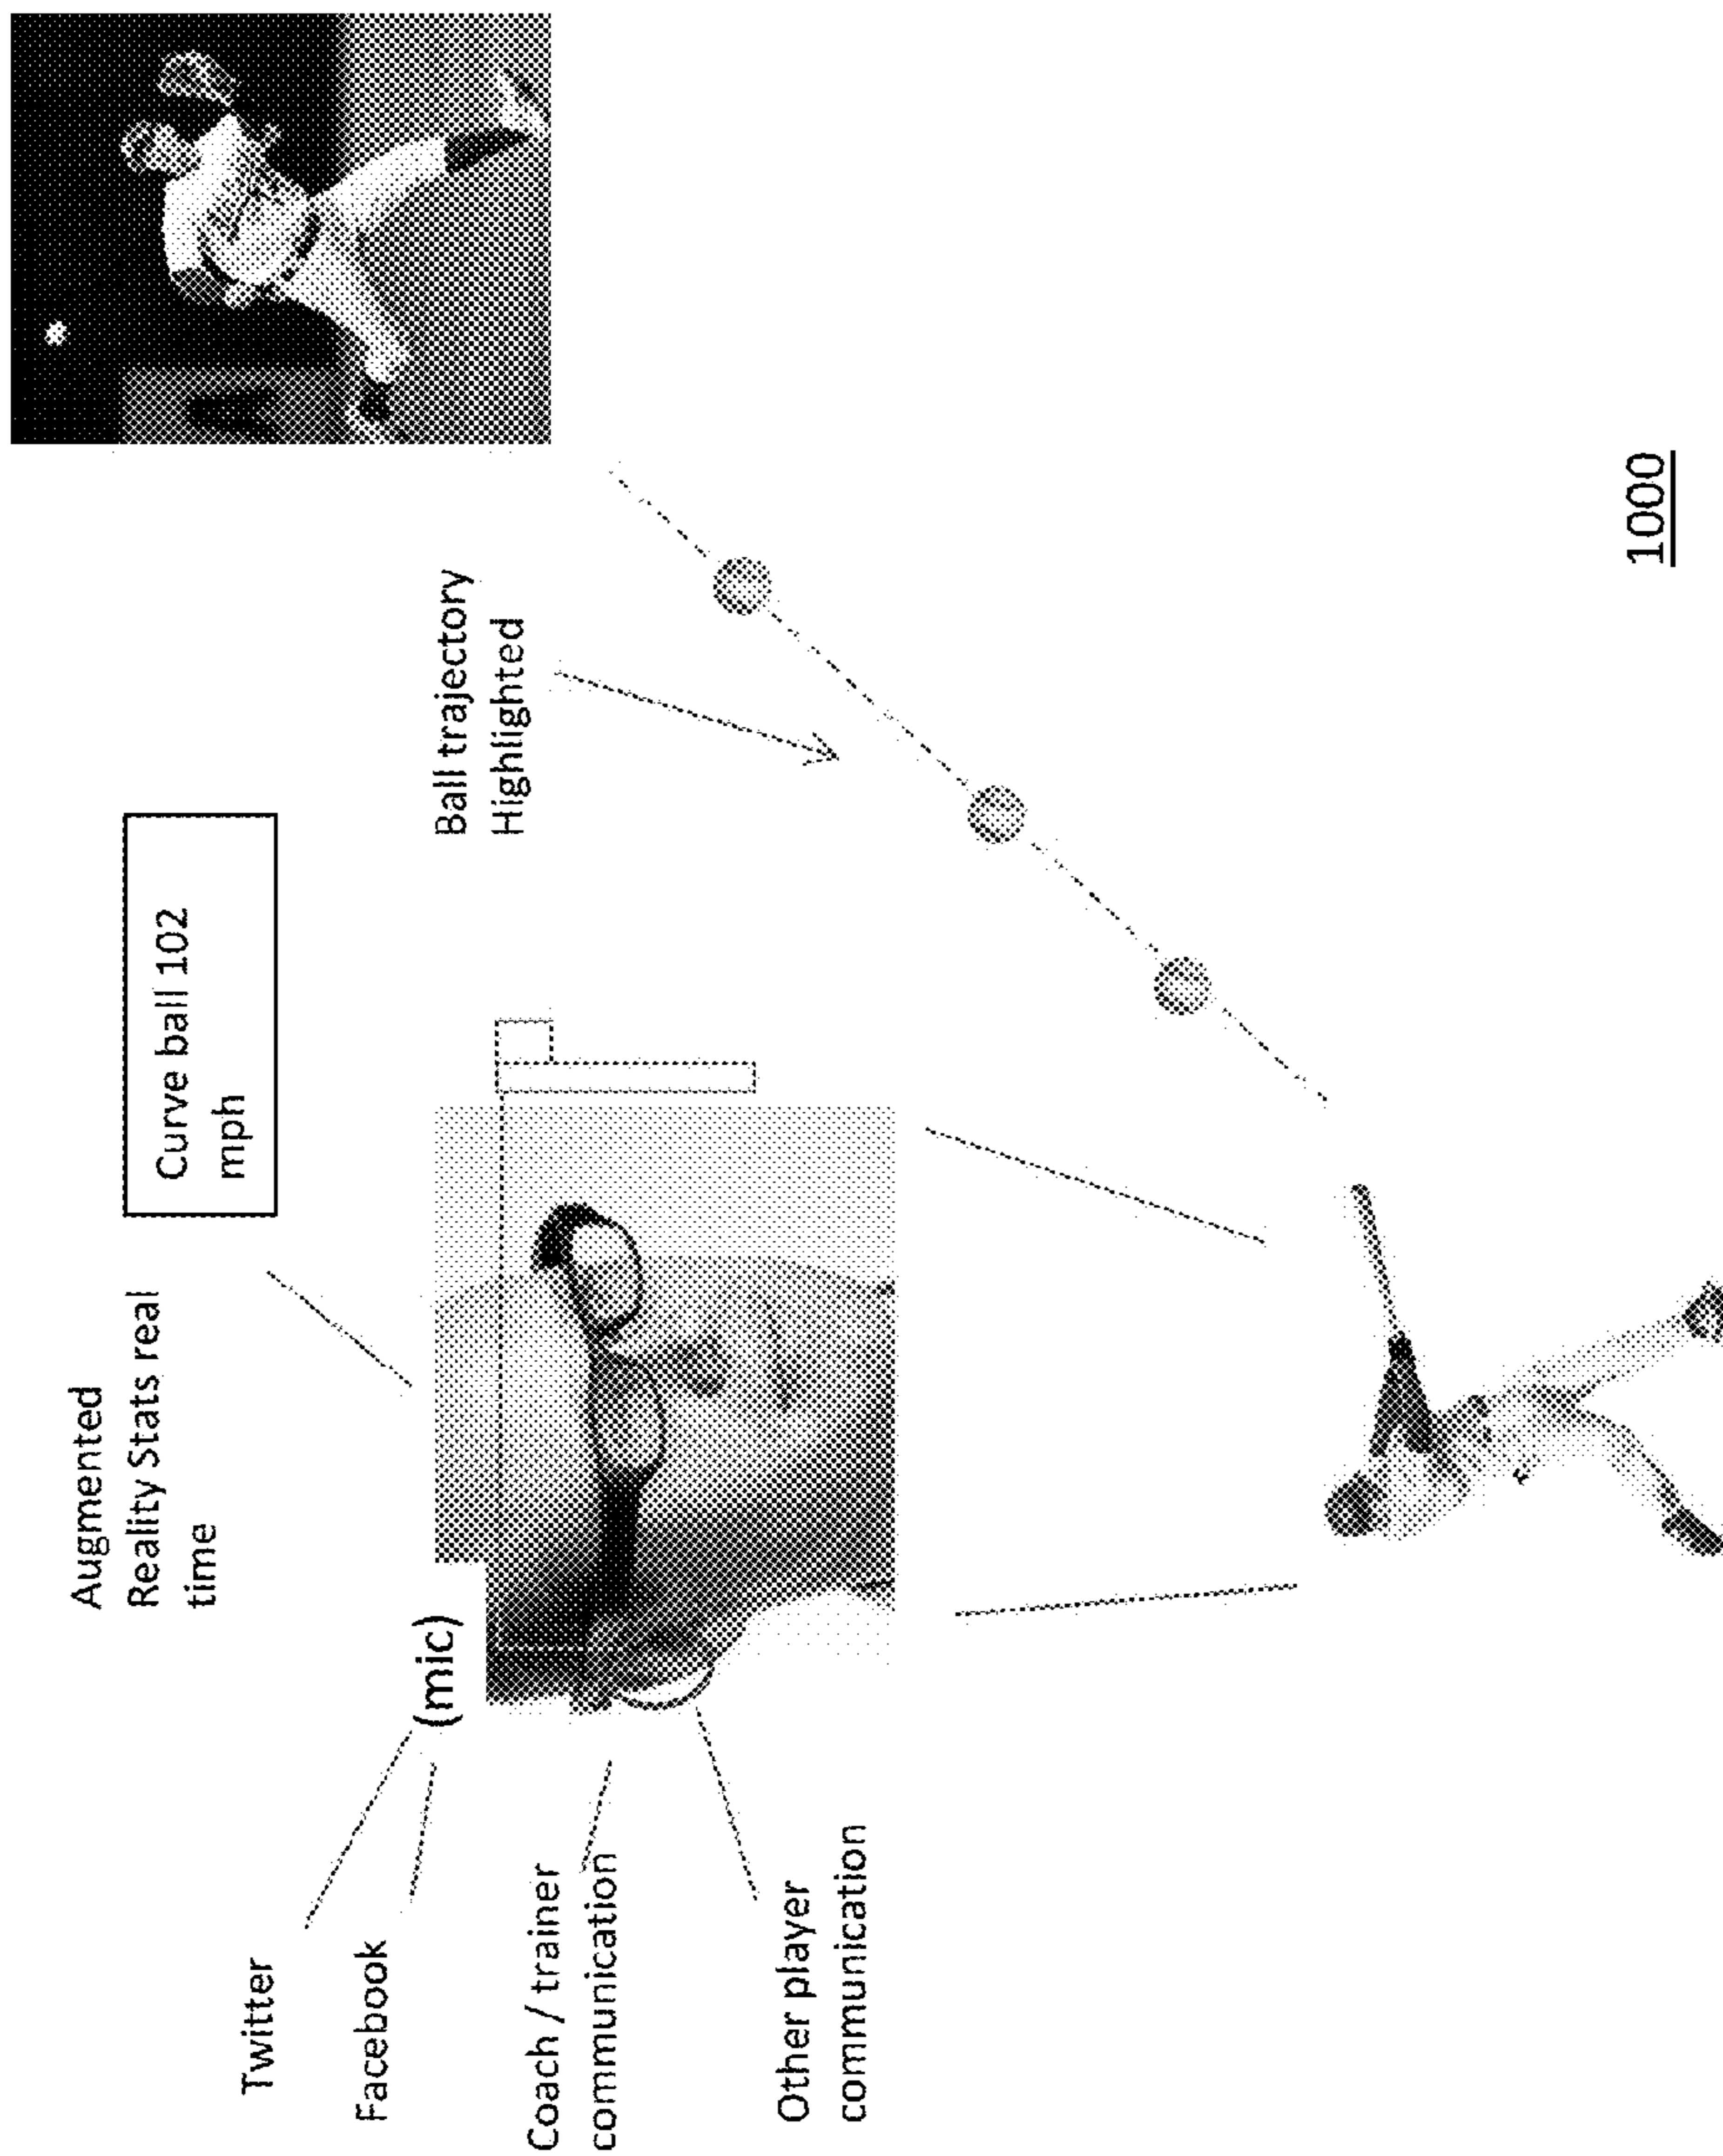 Augmented
Reality Stats real
time
Curve ball 102
mph
Twitter
Facebook
(mic)
Coach / trainer
communication
Other player
communication
Ball trajectory
Highlighted
1000